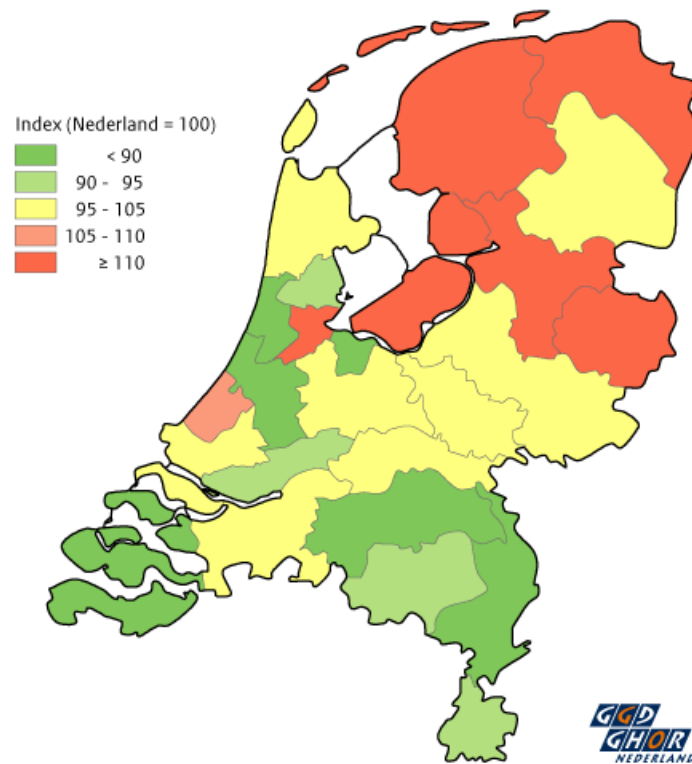 Index (Nederland = 100)
< 90
90 - 95
95 - 105
105 - 110
≥ 110
GGD
GHOR
NEDERLAND